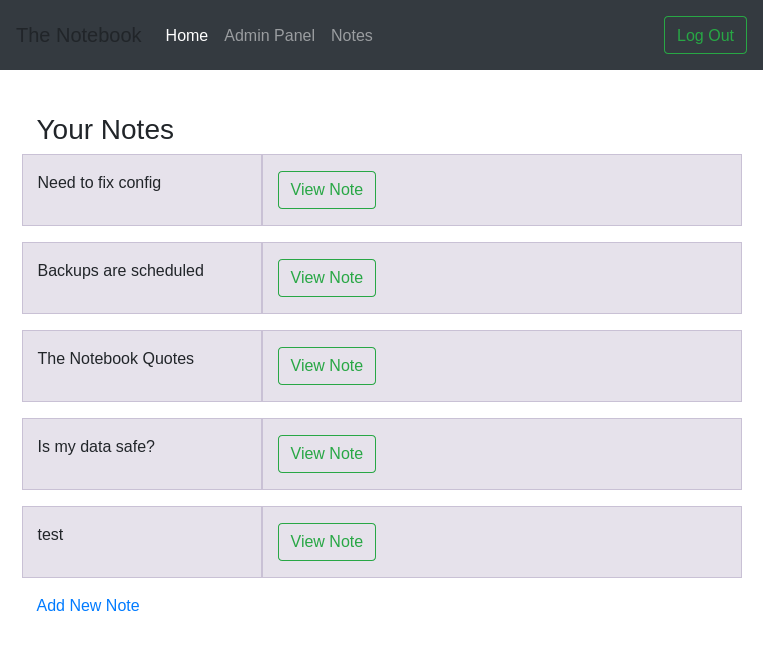 The Notebook Home Admin Panel Notes Log Out
Your Notes
Need to fix config View Note
Backups are scheduled View Note
The Notebook Quotes View Note
Is my data safe? View Note
test View Note
Add New Note